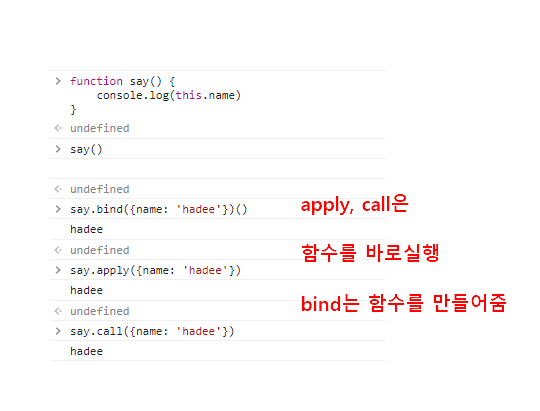 > function say() {
console.log(this.name)
}
<· undefined
> say()
<· undefined
> say.bind({name: 'hadee'})()
hadee
<· undefined
> say.apply({name: 'hadee'})
hadee
<· undefined
> say.call({name: 'hadee'})
hadee
apply, call은
함수를 바로실행
bind는 함수를 만들어줌